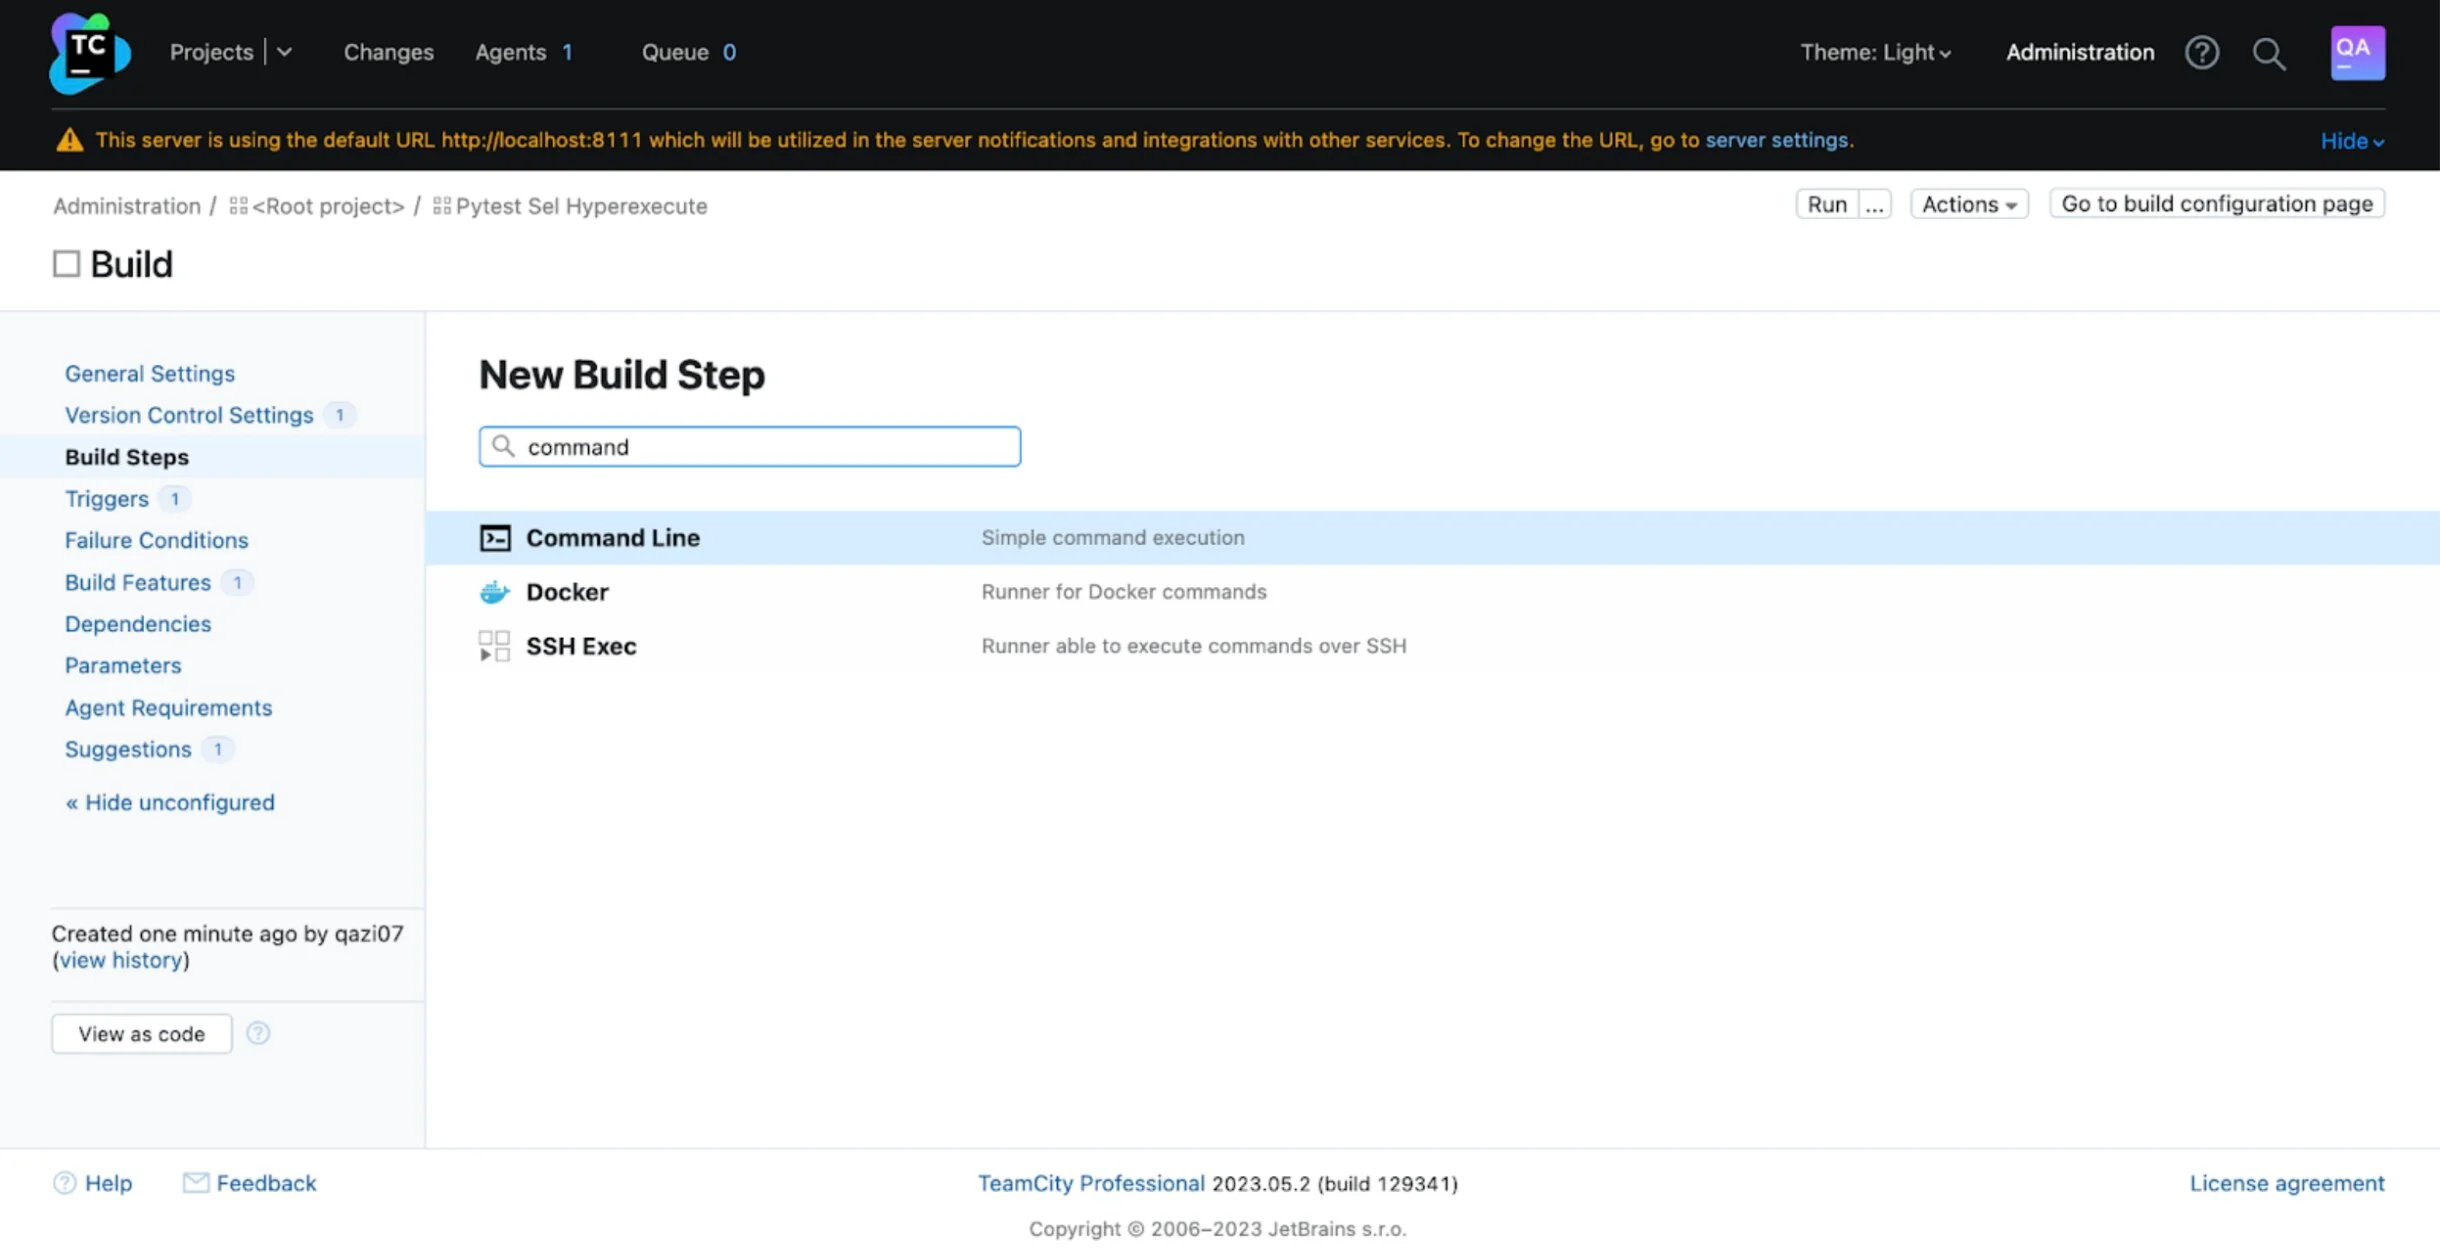 TC
Projects
Changes
Agents 1
Queue 0
Theme: Light
Administration
QA
This server is using the default URL http://localhost:8111 which will be utilized in the server notifications and integrations with other services. To change the URL, go to server settings.
Hide
Administration / <Root project> / Pytest Sel Hyperexecute
Run ...
Actions
Go to build configuration page
Build
General Settings
Version Control Settings 1
Build Steps
Triggers 1
Failure Conditions
Build Features 1
Dependencies
Parameters
Agent Requirements
Suggestions 1
« Hide unconfigured
Created one minute ago by qazi07
(view history)
View as code ?
New Build Step
command
Command Line Simple command execution
Docker Runner for Docker commands
SSH Exec Runner able to execute commands over SSH
? Help
Feedback
TeamCity Professional 2023.05.2 (build 129341)
License agreement
Copyright © 2006–2023 JetBrains s.r.o.